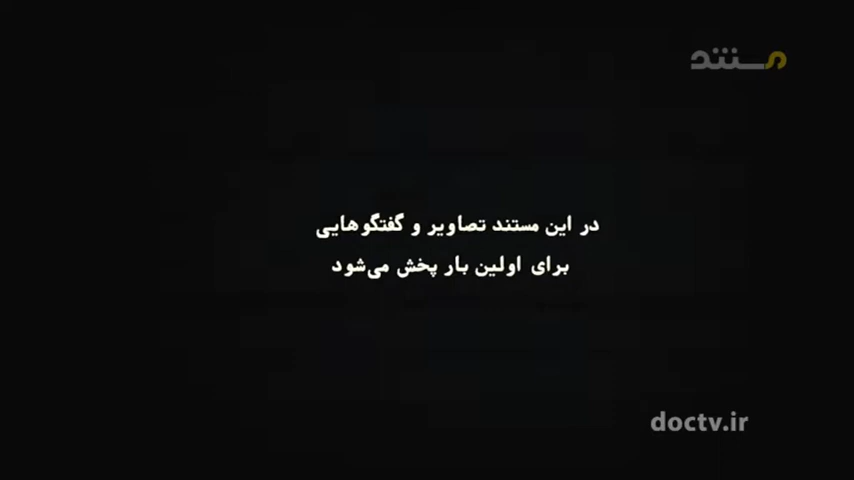 مستند
در این مستند تصاویر و گفتگوهایی
برای اولین بار پخش می‌شود
doctv.ir